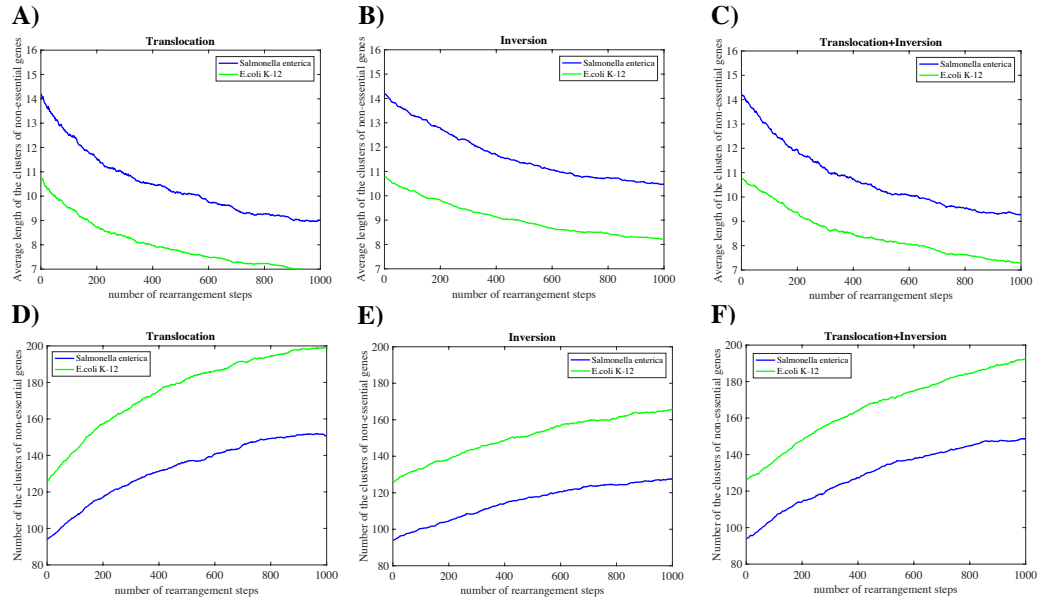 A)
B)
C)
Translocation
Average length of the clusters of non-essential genes
16
15
14
13
12
11
10
9
8
7
Salmonella enterica
E.coli K-12
0 200 400 600 800 1000
number of rearrangement steps
Inversion
Average length of the clusters of non-essential genes
16
15
14
13
12
11
10
9
8
7
Salmonella enterica
E.coli K-12
0 200 400 600 800 1000
number of rearrangement steps
Translocation+Inversion
Average length of the clusters of non-essential genes
16
15
14
13
12
11
10
9
8
7
Salmonella enterica
E.coli K-12
0 200 400 600 800 1000
number of rearrangement steps
D)
E)
F)
Translocation
Number of the clusters of non-essential genes
200
180
160
140
120
100
80
Salmonella enterica
E.coli K-12
0 200 400 600 800 1000
number of rearrangement steps
Inversion
Number of the clusters of non-essential genes
200
180
160
140
120
100
80
Salmonella enterica
E.coli K-12
0 200 400 600 800 1000
number of rearrangement steps
Translocation+Inversion
Number of the clusters of non-essential genes
200
180
160
140
120
100
80
Salmonella enterica
E.coli K-12
0 200 400 600 800 1000
number of rearrangement steps